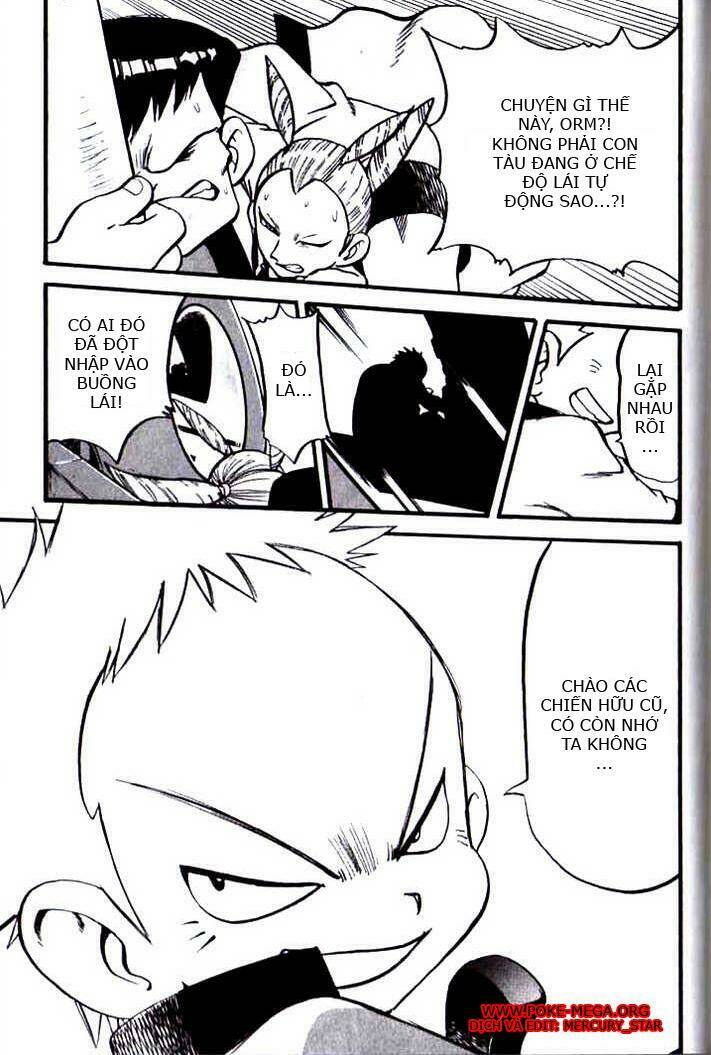 CHUYỆN GÌ THẾ
NÀY, ORM?!
KHÔNG PHẢI CON
TÀU ĐANG Ở CHẾ
ĐỘ LÁI TỰ
ĐỘNG SAO...?!
LẠI
GẶP
NHAU
RỒI
...
ĐÓ
LÀ...
CÓ AI ĐÓ
ĐÃ ĐỘT
NHẬP VÀO
BUỒNG
LÁI!
CHÀO CÁC
CHIẾN HỮU CŨ,
CÓ CÒN NHỚ
TA KHÔNG
...
WWW.POKE-MEGA.ORG
DỊCH VÀ EDIT: MERCURY_STAR